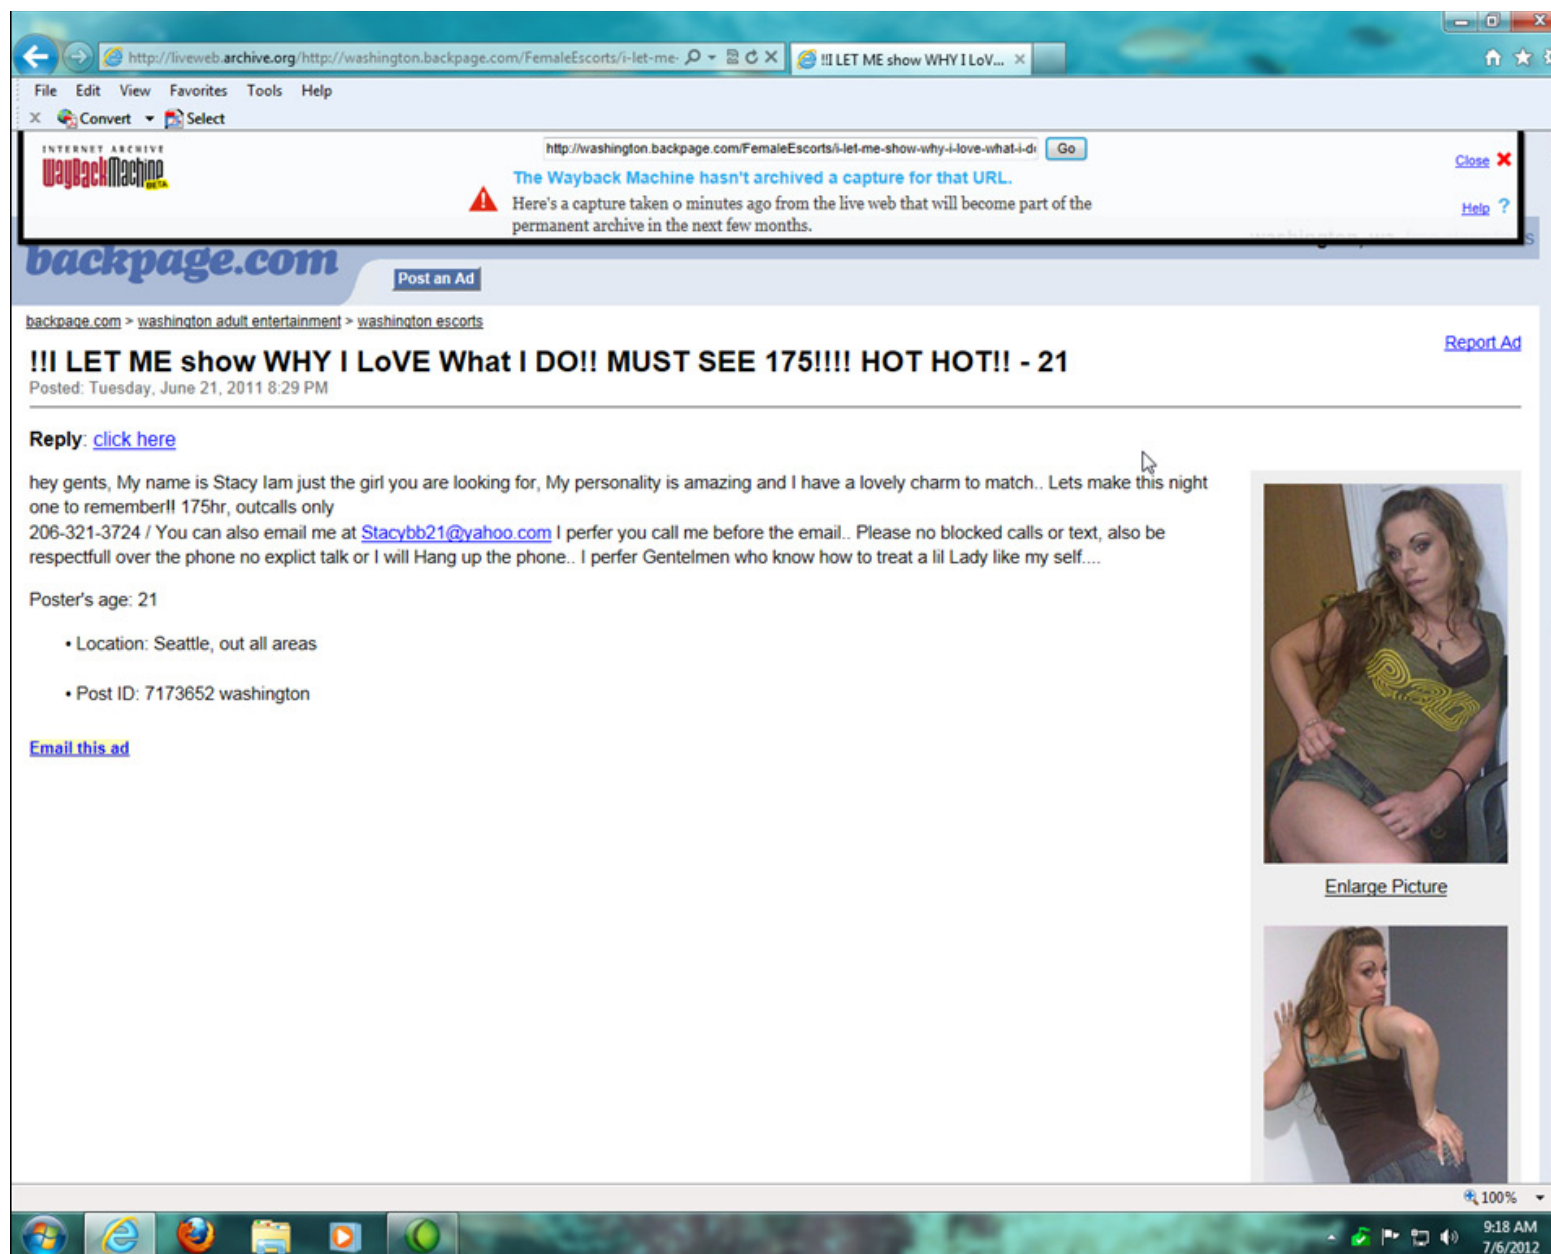 http://liveweb.archive.org/http://washington.backpage.com/FemaleEscorts/i-let-me-
!!I LET ME show WHY I LoV...
File Edit View Favorites Tools Help
Convert Select
INTERNET ARCHIVE
WayBackMachine
BETA
http://washington.backpage.com/FemaleEscorts/i-let-me-show-why-i-love-what-i-d
Go
The Wayback Machine hasn't archived a capture for that URL.
Here's a capture taken 0 minutes ago from the live web that will become part of the
permanent archive in the next few months.
Close
Help ?
backpage.com
Post an Ad
backpage.com > washington adult entertainment > washington escorts
Report Ad
!!I LET ME show WHY I LoVE What I DO!! MUST SEE 175!!!! HOT HOT!! - 21
Posted: Tuesday, June 21, 2011 8:29 PM
Reply: click here
hey gents, My name is Stacy Iam just the girl you are looking for, My personality is amazing and I have a lovely charm to match.. Lets make this night
one to remember!! 175hr, outcalls only
206-321-3724 / You can also email me at Stacybb21@yahoo.com I perfer you call me before the email.. Please no blocked calls or text, also be
respectfull over the phone no explict talk or I will Hang up the phone.. I perfer Gentelmen who know how to treat a lil Lady like my self....
Poster's age: 21
• Location: Seattle, out all areas
• Post ID: 7173652 washington
Email this ad
Enlarge Picture
100%
9:18 AM
7/6/2012